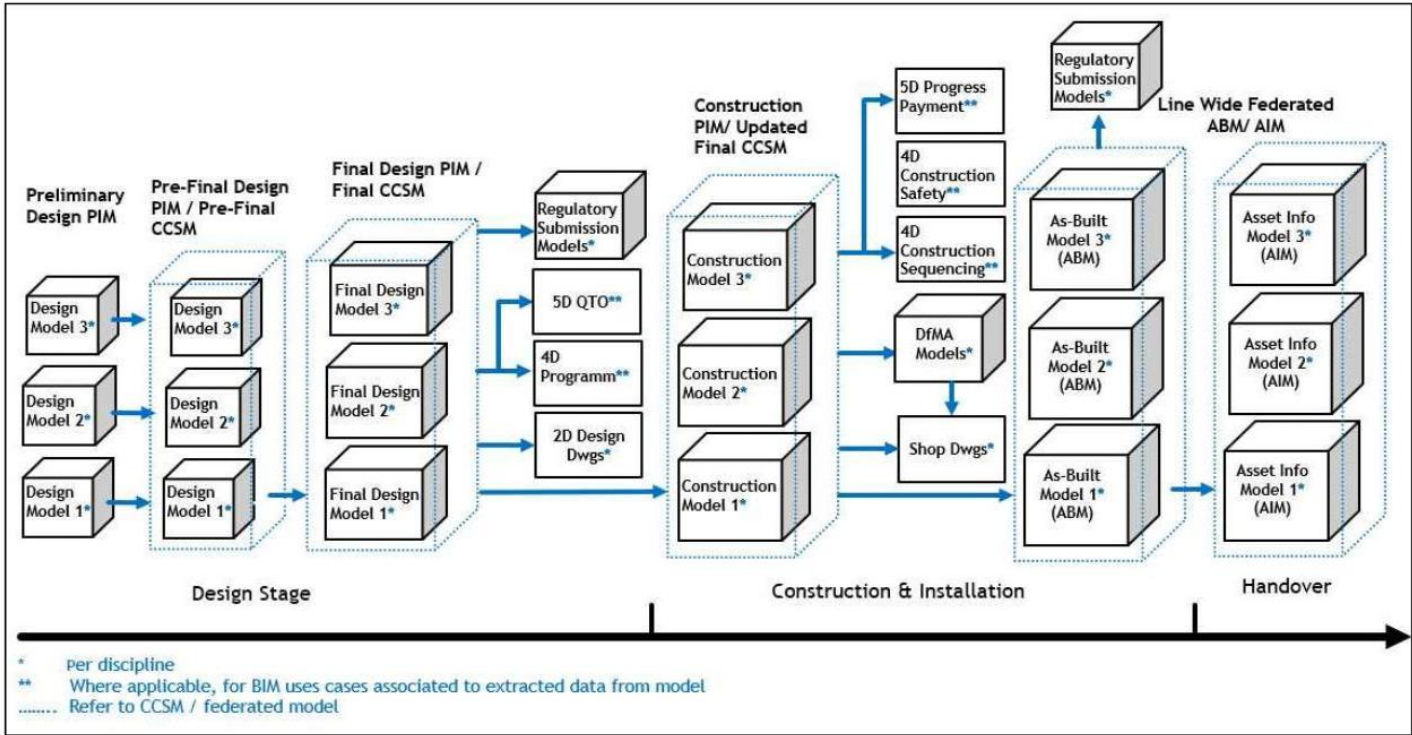 Preliminary
Design PIM
Design
Model 3*
Design
Model 2*
Design
Model 1*
Pre-Final Design
PIM / Pre-Final
CCSM
Design
Model 3*
Design
Model 2*
Design
Model 1*
Final Design PIM /
Final CCSM
Final Design
Model 3*
Final Design
Model 2*
Final Design
Model 1*
Regulatory
Submission
Models*
5D QTO**
4D
Programm**
2D Design
Dwgs*
Construction
PIM/ Updated
Final CCSM
Construction
Model 3*
Construction
Model 2*
Construction
Model 1*
5D Progress
Payment**
4D
Construction
Safety**
4D
Construction
Sequencing**
DfMA
Models*
Shop Dwgs*
Regulatory
Submission
Models*
As-Built
Model 3*
(ABM)
As-Built
Model 2*
(ABM)
As-Built
Model 1*
(ABM)
Line Wide Federated
ABM/ AIM
Asset Info
Model 3*
(AIM)
Asset Info
Model 2*
(AIM)
Asset Info
Model 1*
(AIM)
Design Stage
Construction & Installation
Handover
* Per discipline
** Where applicable, for BIM uses cases associated to extracted data from model
........ Refer to CCSM / federated model